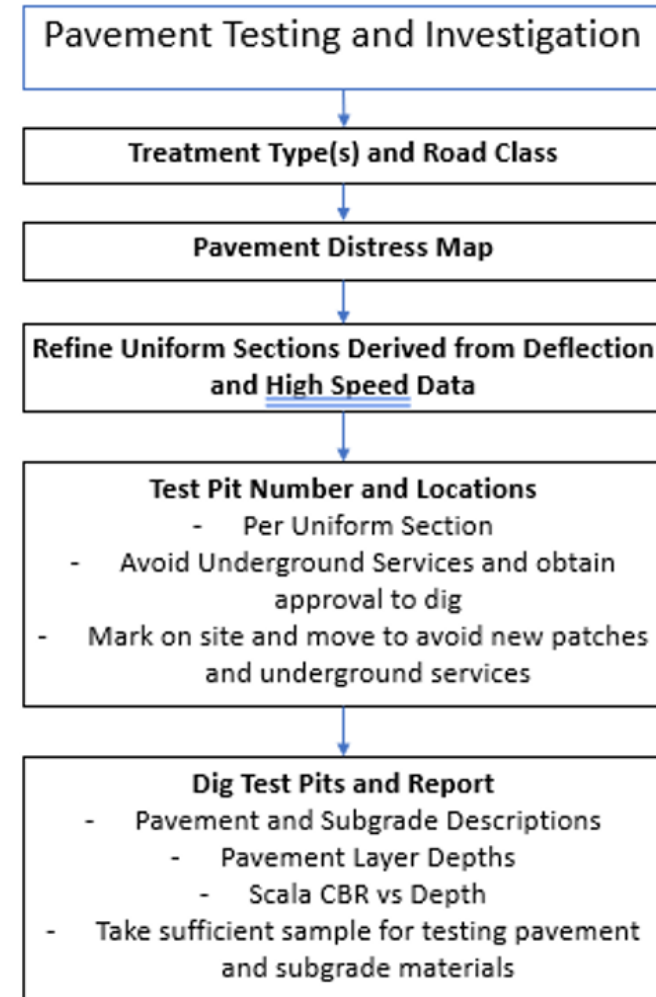 Pavement Testing and Investigation
Treatment Type(s) and Road Class
Pavement Distress Map
Refine Uniform Sections Derived from Deflection
and High Speed Data
Test Pit Number and Locations
- Per Uniform Section
- Avoid Underground Services and obtain
approval to dig
- Mark on site and move to avoid new patches
and underground services
Dig Test Pits and Report
- Pavement and Subgrade Descriptions
- Pavement Layer Depths
- Scala CBR vs Depth
- Take sufficient sample for testing pavement
and subgrade materials